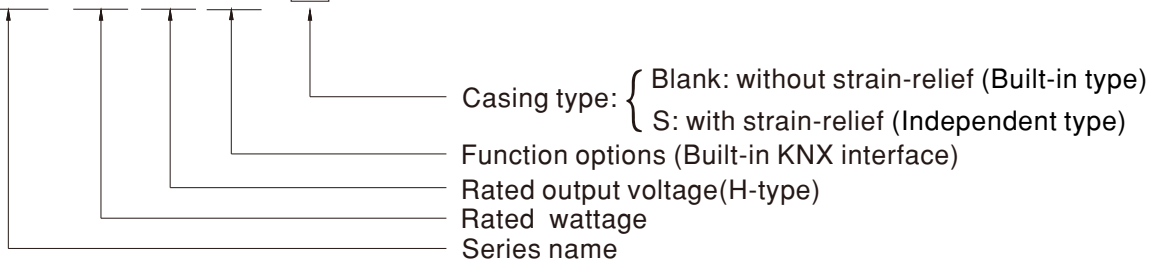 Casing type: { Blank: without strain-relief (Built-in type)
S: with strain-relief (Independent type)
Function options (Built-in KNX interface)
Rated output voltage(H-type)
Rated wattage
Series name